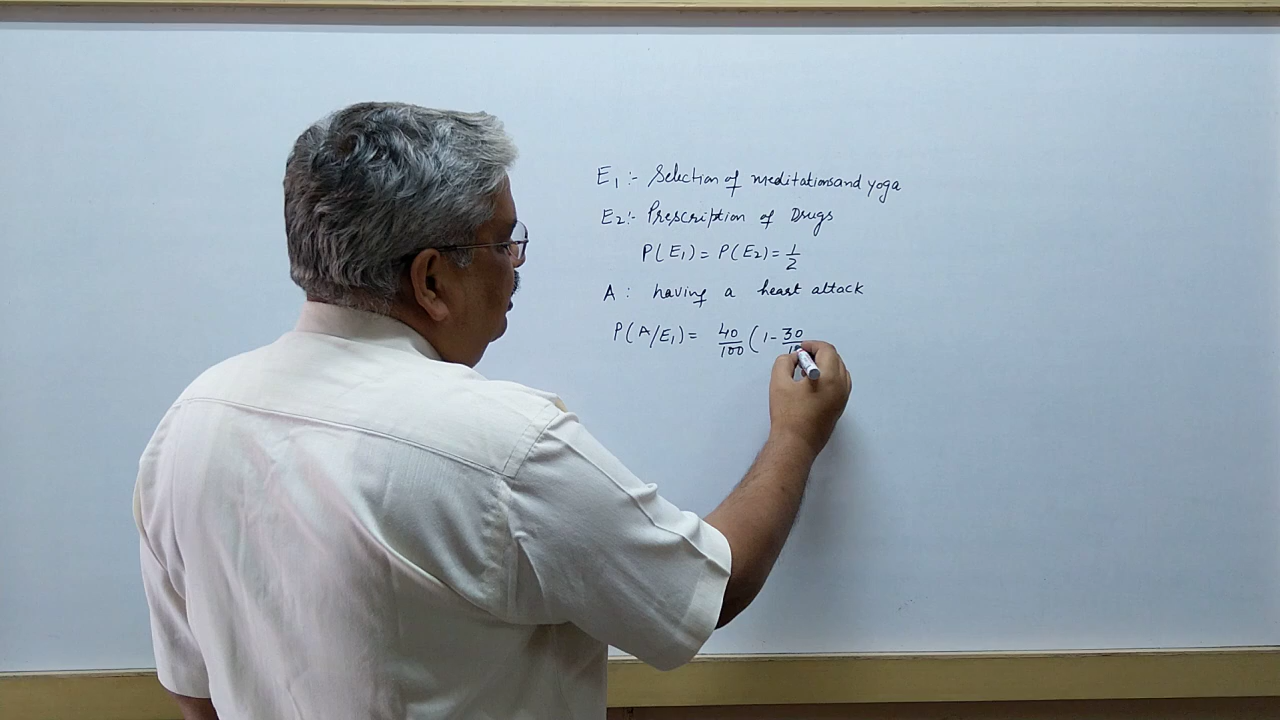 E1:- Selection of meditationsand yoga
E2:- Prescription of Drugs
P(E1) = P(E2) = 1/2
A: having a heart attack
P(A/E1) = 40/100 (1 - 30/